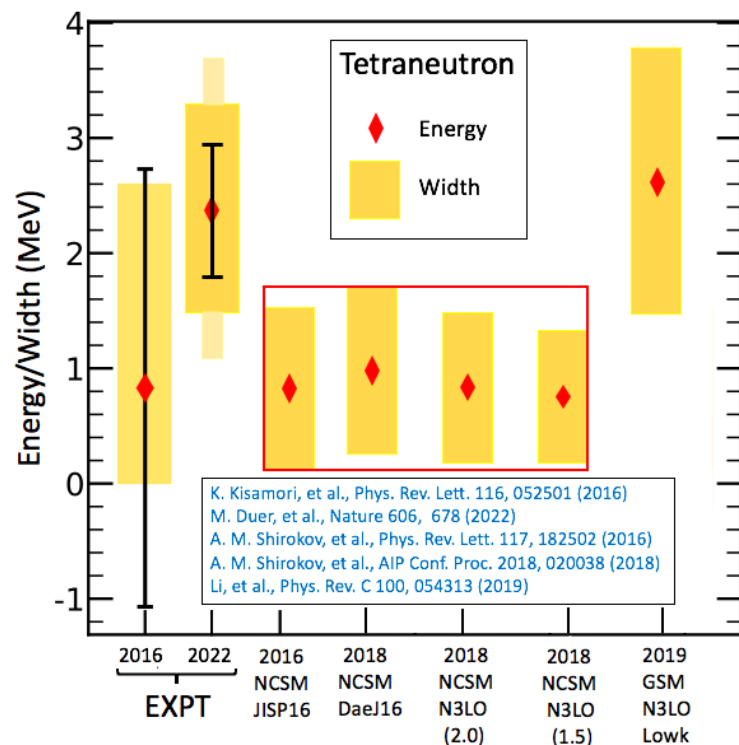 4
3
2
1
0
-1
Energy/Width (MeV)
Tetraneutron
Energy
Width
K. Kisamori, et al., Phys. Rev. Lett. 116, 052501 (2016)
M. Duer, et al., Nature 606, 678 (2022)
A. M. Shirokov, et al., Phys. Rev. Lett. 117, 182502 (2016)
A. M. Shirokov, et al., AIP Conf. Proc. 2018, 020038 (2018)
Li, et al., Phys. Rev. C 100, 054313 (2019)
2016 2022
EXPT
2016
NCSM
JISP16
2018
NCSM
DaeJ16
2018
NCSM
N3LO
(2.0)
2018
NCSM
N3LO
(1.5)
2019
GSM
N3LO
Lowk